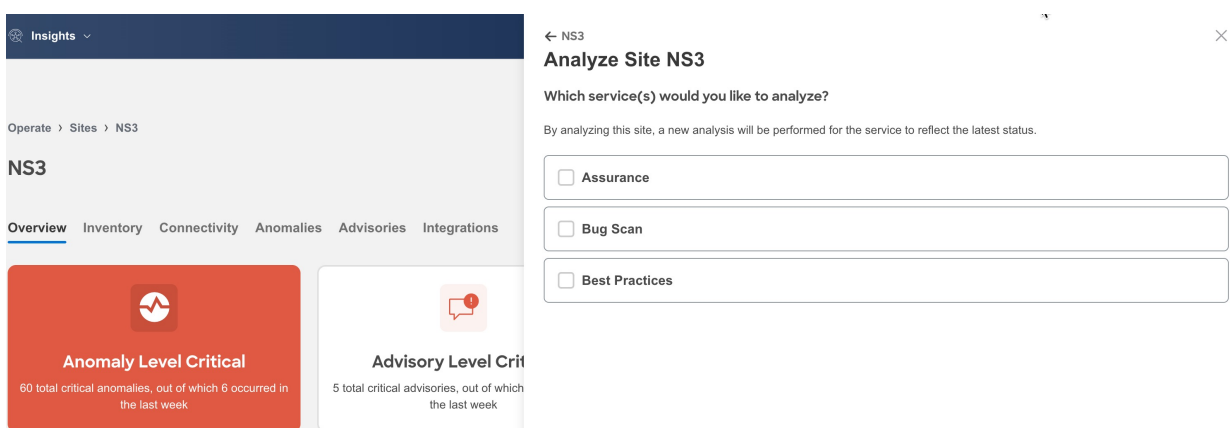 Insights
Operate › Sites › NS3
NS3
Overview Inventory Connectivity Anomalies Advisories Integrations
Anomaly Level Critical
60 total critical anomalies, out of which 6 occurred in
the last week
Advisory Level Crit
5 total critical advisories, out of which
the last week
← NS3
Analyze Site NS3
Which service(s) would you like to analyze?
By analyzing this site, a new analysis will be performed for the service to reflect the latest status.
Assurance
Bug Scan
Best Practices